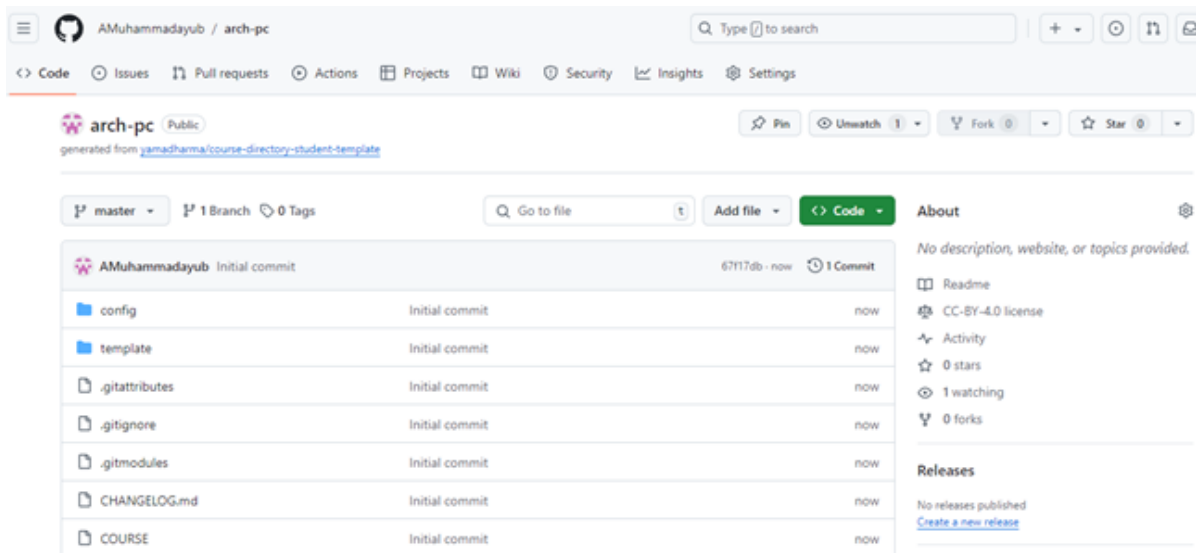 AMuhammadayub / arch-pc
Type / to search
Code Issues Pull requests Actions Projects Wiki Security Insights Settings
arch-pc Public
Pin Unwatch 1 Fork 0 Star 0
generated from yamadharma/course-directory-student-template
master 1 Branch 0 Tags
Go to file t
Add file
<> Code
AMuhammadayub Initial commit 67f17db · now 1 Commit
config Initial commit now
template Initial commit now
.gitattributes Initial commit now
.gitignore Initial commit now
.gitmodules Initial commit now
CHANGELOG.md Initial commit now
COURSE Initial commit now
About
No description, website, or topics provided.
Readme
CC-BY-4.0 license
Activity
0 stars
1 watching
0 forks
Releases
No releases published
Create a new release